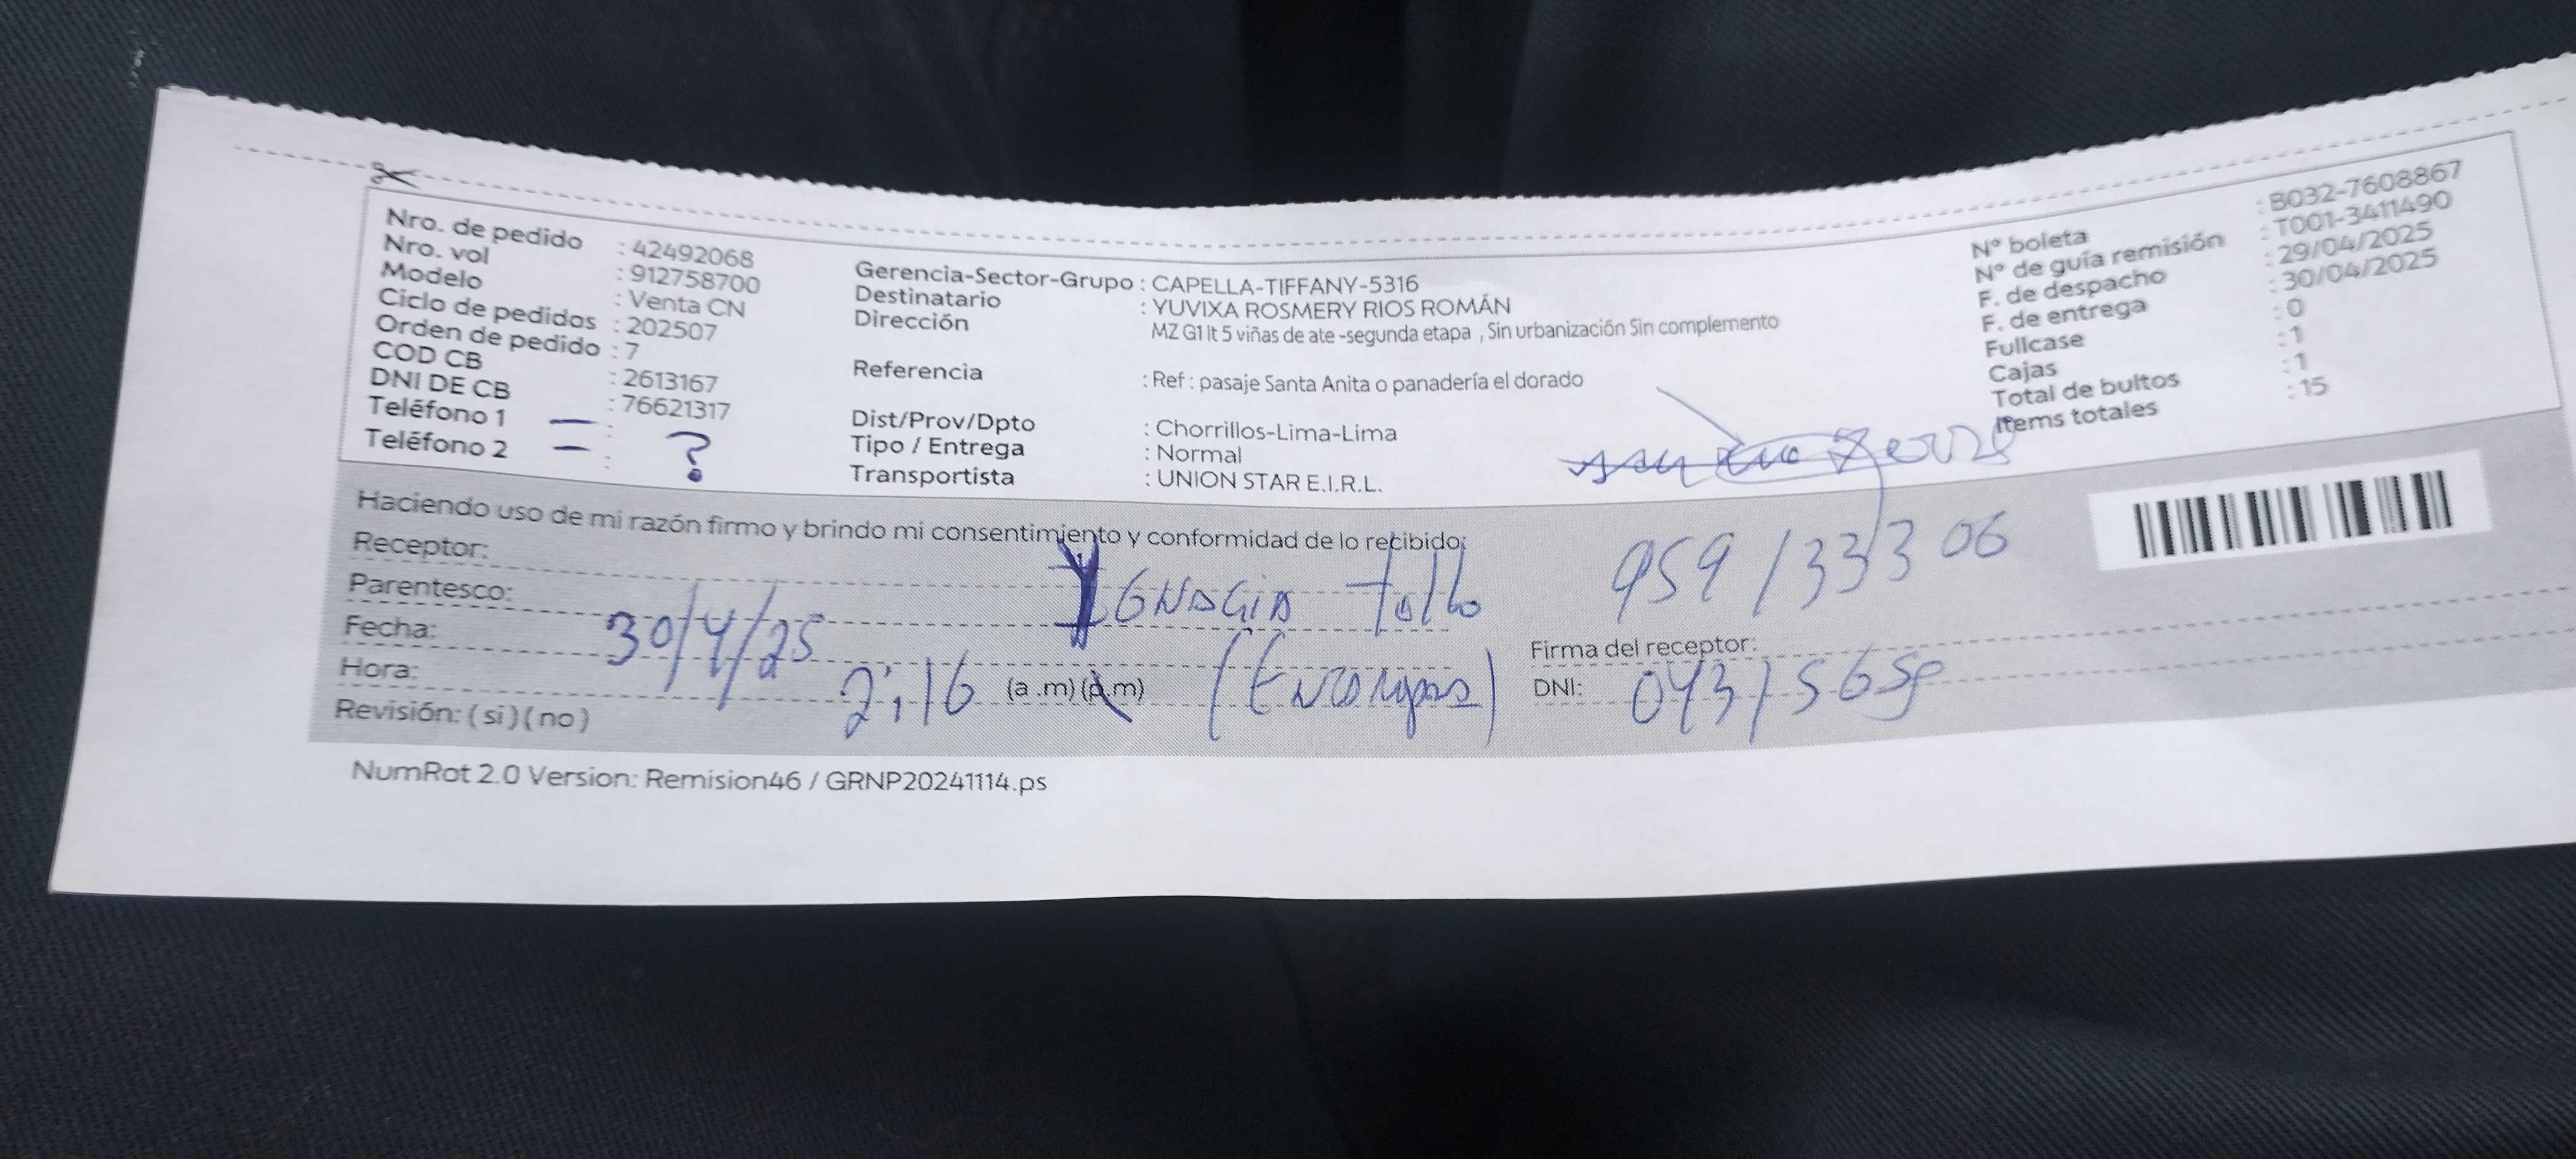 Nro. de pedido : 42492068
Nro. vol : 912758700
Modelo : Venta CN
Ciclo de pedidos : 202507
Orden de pedido : 7
COD CB : 2613167
DNI DE CB : 76621317
Teléfono 1 :
Teléfono 2 : ?
Gerencia-Sector-Grupo : CAPELLA-TIFFANY-5316
Destinatario : YUVIXA ROSMERY RIOS ROMÁN
Dirección MZ G1 lt 5 viñas de ate -segunda etapa , Sin urbanización Sin complemento
Referencia : Ref : pasaje Santa Anita o panadería el dorado
Dist/Prov/Dpto : Chorrillos-Lima-Lima
Tipo / Entrega : Normal
Transportista : UNION STAR E.I.R.L.
N° boleta : B032-7608867
N° de guía remisión : T001-3411490
F. de despacho : 29/04/2025
F. de entrega : 30/04/2025
Fullcase : 0
Cajas : 1
Total de bultos : 1
Items totales : 15
Haciendo uso de mi razón firmo y brindo mi consentimiento y conformidad de lo recibido:
Receptor:
Parentesco:
Fecha: 30/4/25
Hora: 2:16 (a .m) (p.m)
Revisión: ( si ) ( no )
959133306
Firma del receptor:
DNI:
NumRot 2.0 Version: Remision46 / GRNP20241114.ps